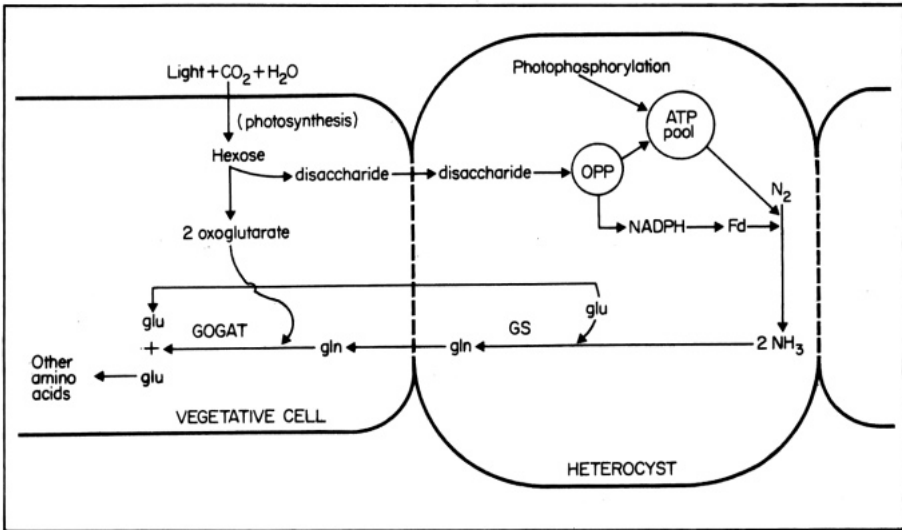 Light+CO₂+H₂O
(photosynthesis)
Hexose
disaccharide
disaccharide
OPP
Photophosphorylation
ATP
pool
N₂
NADPH
Fd
2 oxoglutarate
glu
glu
GOGAT
GS
+
gln
gln
2 NH₃
Other
amino
acids
glu
VEGETATIVE CELL
HETEROCYST